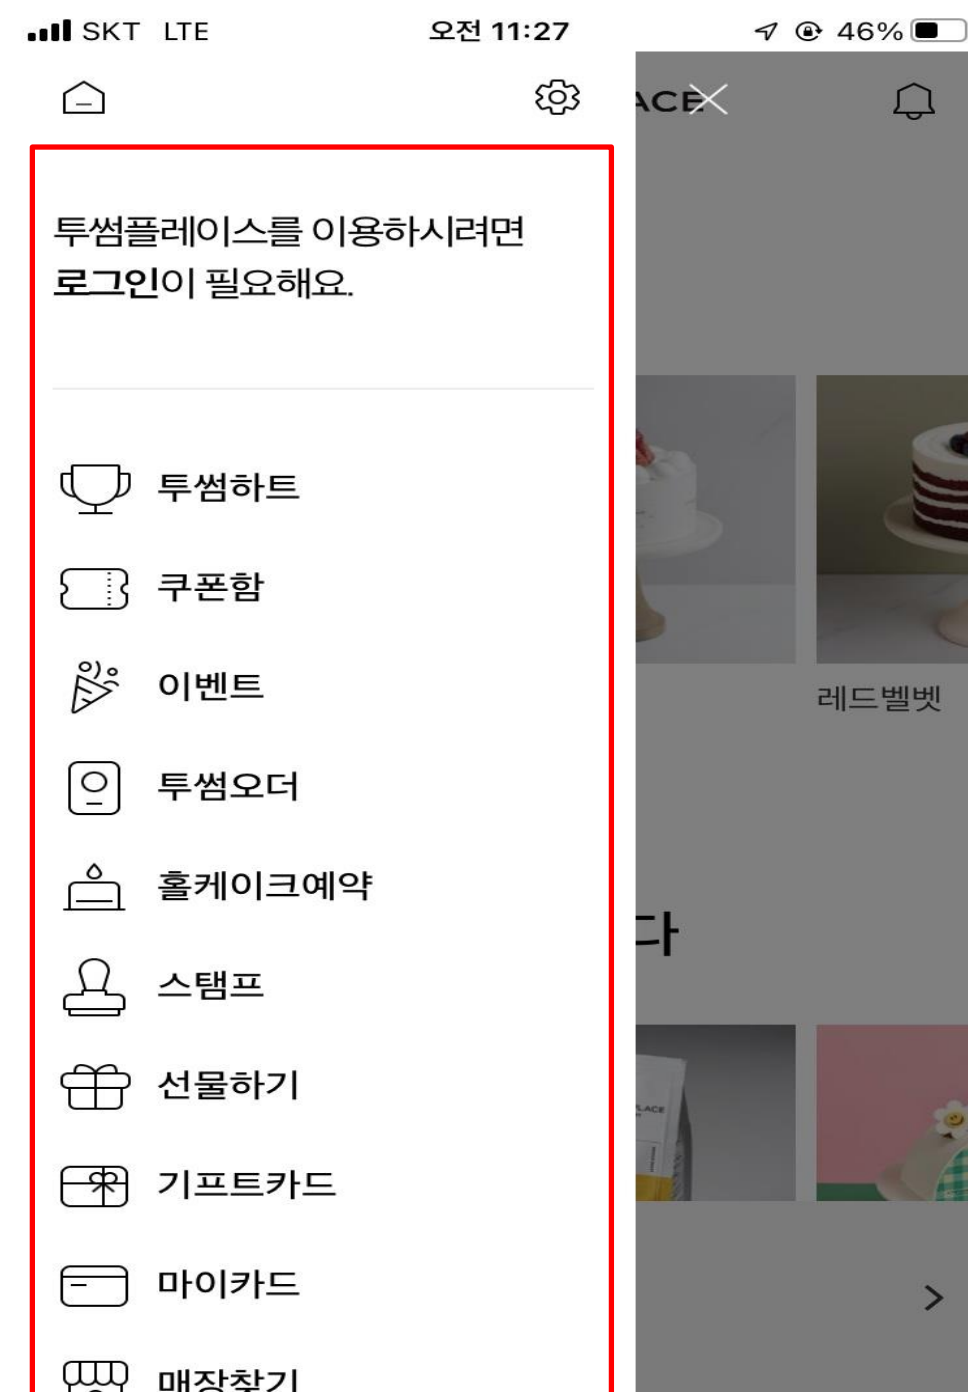 SKT LTE 오전 11:27 46%
ACE
투썸플레이스를 이용하시려면
로그인이 필요해요.
투썸하트
쿠폰함
이벤트
레드벨벳
투썸오더
홀케이크예약
다
스탬프
선물하기
LACE
기프트카드
마이카드
매장찾기